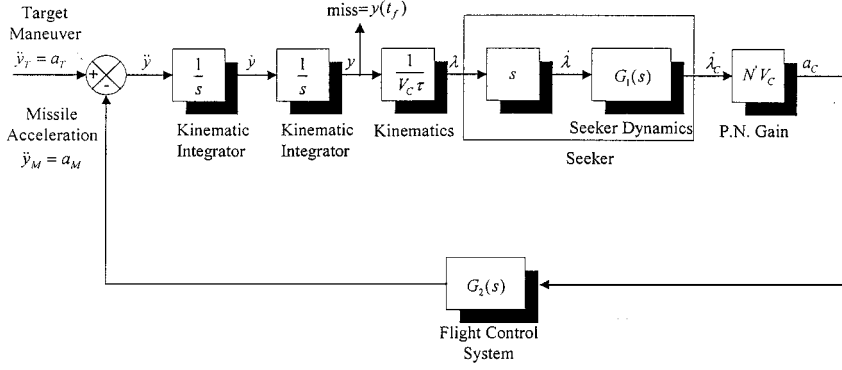 Target
Maneuver
ÿ_T = a_T
+
-
Missile
Acceleration
ÿ_M = a_M
ÿ
1/s
Kinematic
Integrator
ẏ
1/s
Kinematic
Integrator
y
miss= y(t_f)
1/(V_C τ)
Kinematics
λ
s
λ̇
G_1(s)
Seeker Dynamics
Seeker
λ̇_C
N'V_C
P.N. Gain
a_C
G_2(s)
Flight Control
System